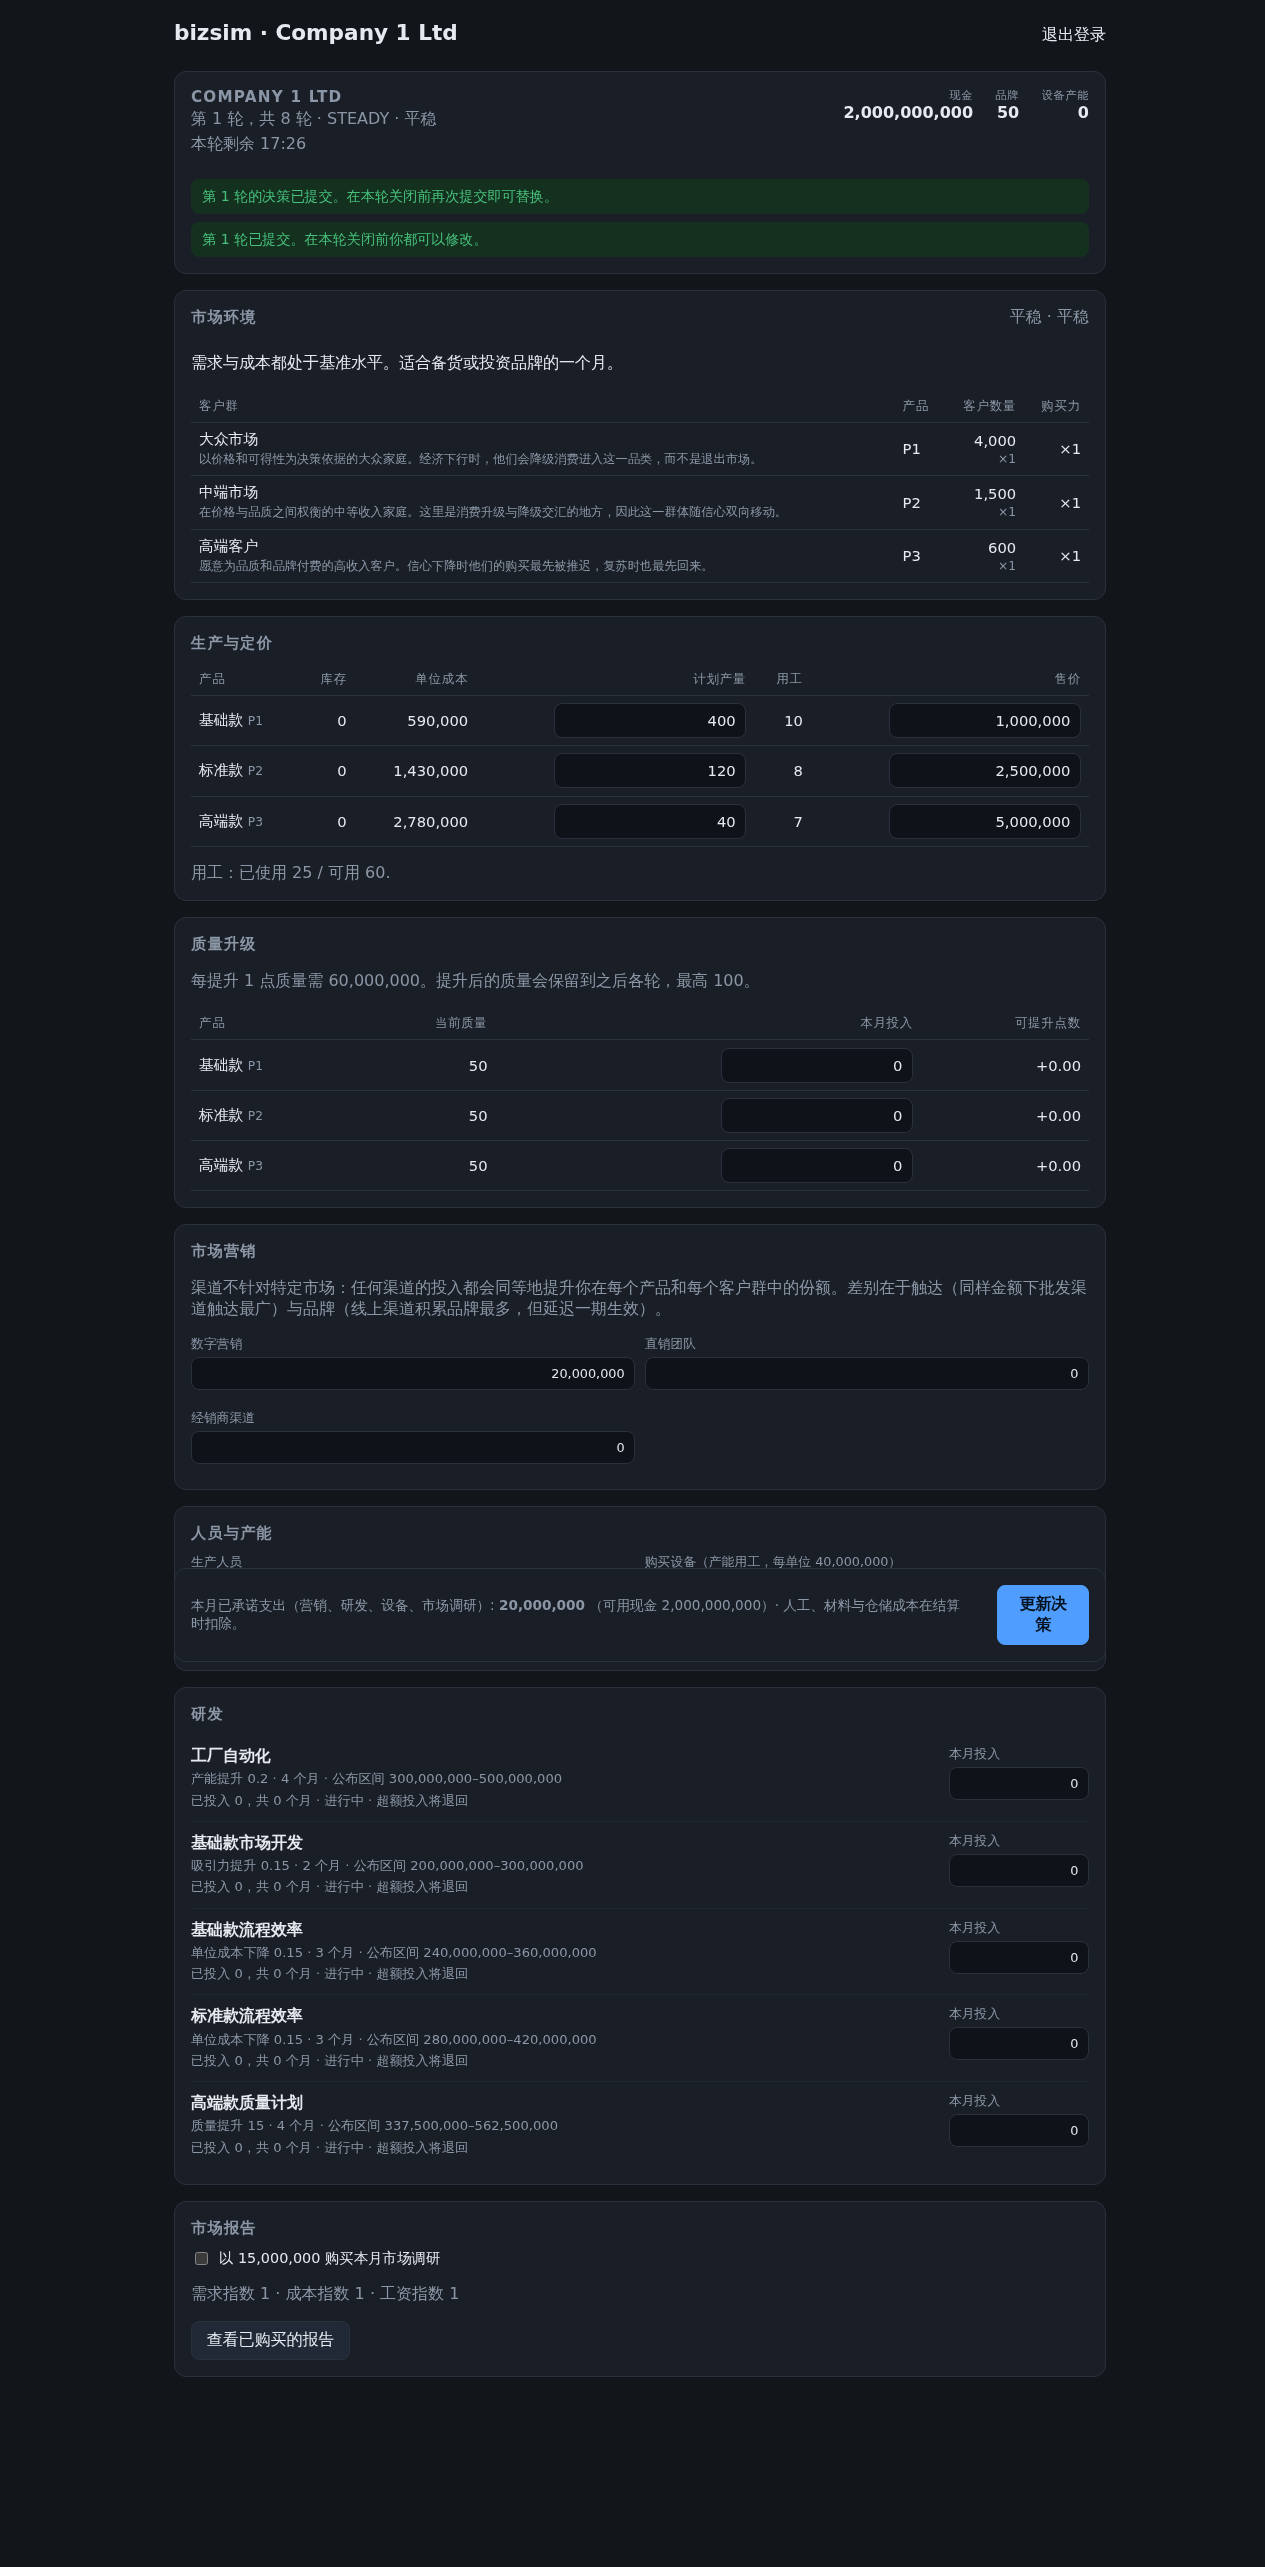 bizsim · Company 1 Ltd
退出登录
COMPANY 1 LTD
第 1 轮，共 8 轮 · STEADY · 平稳
本轮剩余 17:26
现金 品牌 设备产能
2,000,000,000 50 0
第 1 轮的决策已提交。在本轮关闭前再次提交即可替换。
第 1 轮已提交。在本轮关闭前你都可以修改。
市场环境
平稳 · 平稳
需求与成本都处于基准水平。适合备货或投资品牌的一个月。
客户群 产品 客户数量 购买力
大众市场
以价格和可得性为决策依据的大众家庭。经济下行时，他们会降级消费进入这一品类，而不是退出市场。
P1 4,000 ×1 ×1
中端市场
在价格与品质之间权衡的中等收入家庭。这里是消费升级与降级交汇的地方，因此这一群体随信心双向移动。
P2 1,500 ×1 ×1
高端客户
愿意为品质和品牌付费的高收入客户。信心下降时他们的购买最先被推迟，复苏时也最先回来。
P3 600 ×1 ×1
生产与定价
产品 库存 单位成本 计划产量 用工 售价
基础款 P1 0 590,000 400 10 1,000,000
标准款 P2 0 1,430,000 120 8 2,500,000
高端款 P3 0 2,780,000 40 7 5,000,000
用工：已使用 25 / 可用 60.
质量升级
每提升 1 点质量需 60,000,000。提升后的质量会保留到之后各轮，最高 100。
产品 当前质量 本月投入 可提升点数
基础款 P1 50 0 +0.00
标准款 P2 50 0 +0.00
高端款 P3 50 0 +0.00
市场营销
渠道不针对特定市场：任何渠道的投入都会同等地提升你在每个产品和每个客户群中的份额。差别在于触达（同样金额下批发渠
道触达最广）与品牌（线上渠道积累品牌最多，但延迟一期生效）。
数字营销 直销团队
20,000,000 0
经销商渠道
0
人员与产能
生产人员 购买设备（产能用工，每单位 40,000,000）
本月已承诺支出（营销、研发、设备、市场调研）: 20,000,000 （可用现金 2,000,000,000）· 人工、材料与仓储成本在结算
时扣除。
更新决
策
研发
工厂自动化
产能提升 0.2 · 4 个月 · 公布区间 300,000,000–500,000,000
已投入 0，共 0 个月 · 进行中 · 超额投入将退回
本月投入
0
基础款市场开发
吸引力提升 0.15 · 2 个月 · 公布区间 200,000,000–300,000,000
已投入 0，共 0 个月 · 进行中 · 超额投入将退回
本月投入
0
基础款流程效率
单位成本下降 0.15 · 3 个月 · 公布区间 240,000,000–360,000,000
已投入 0，共 0 个月 · 进行中 · 超额投入将退回
本月投入
0
标准款流程效率
单位成本下降 0.15 · 3 个月 · 公布区间 280,000,000–420,000,000
已投入 0，共 0 个月 · 进行中 · 超额投入将退回
本月投入
0
高端款质量计划
质量提升 15 · 4 个月 · 公布区间 337,500,000–562,500,000
已投入 0，共 0 个月 · 进行中 · 超额投入将退回
本月投入
0
市场报告
以 15,000,000 购买本月市场调研
需求指数 1 · 成本指数 1 · 工资指数 1
查看已购买的报告